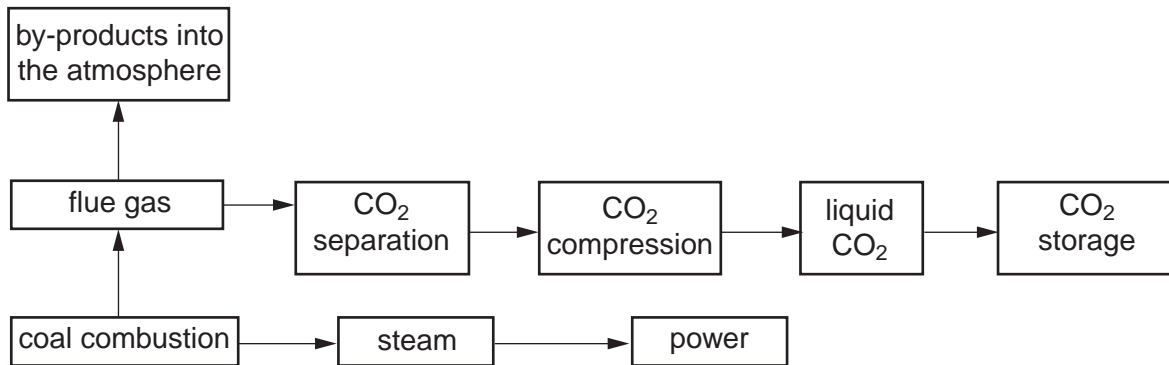 by-products into
the atmosphere
flue gas
CO₂
separation
CO₂
compression
liquid
CO₂
CO₂
storage
coal combustion
steam
power